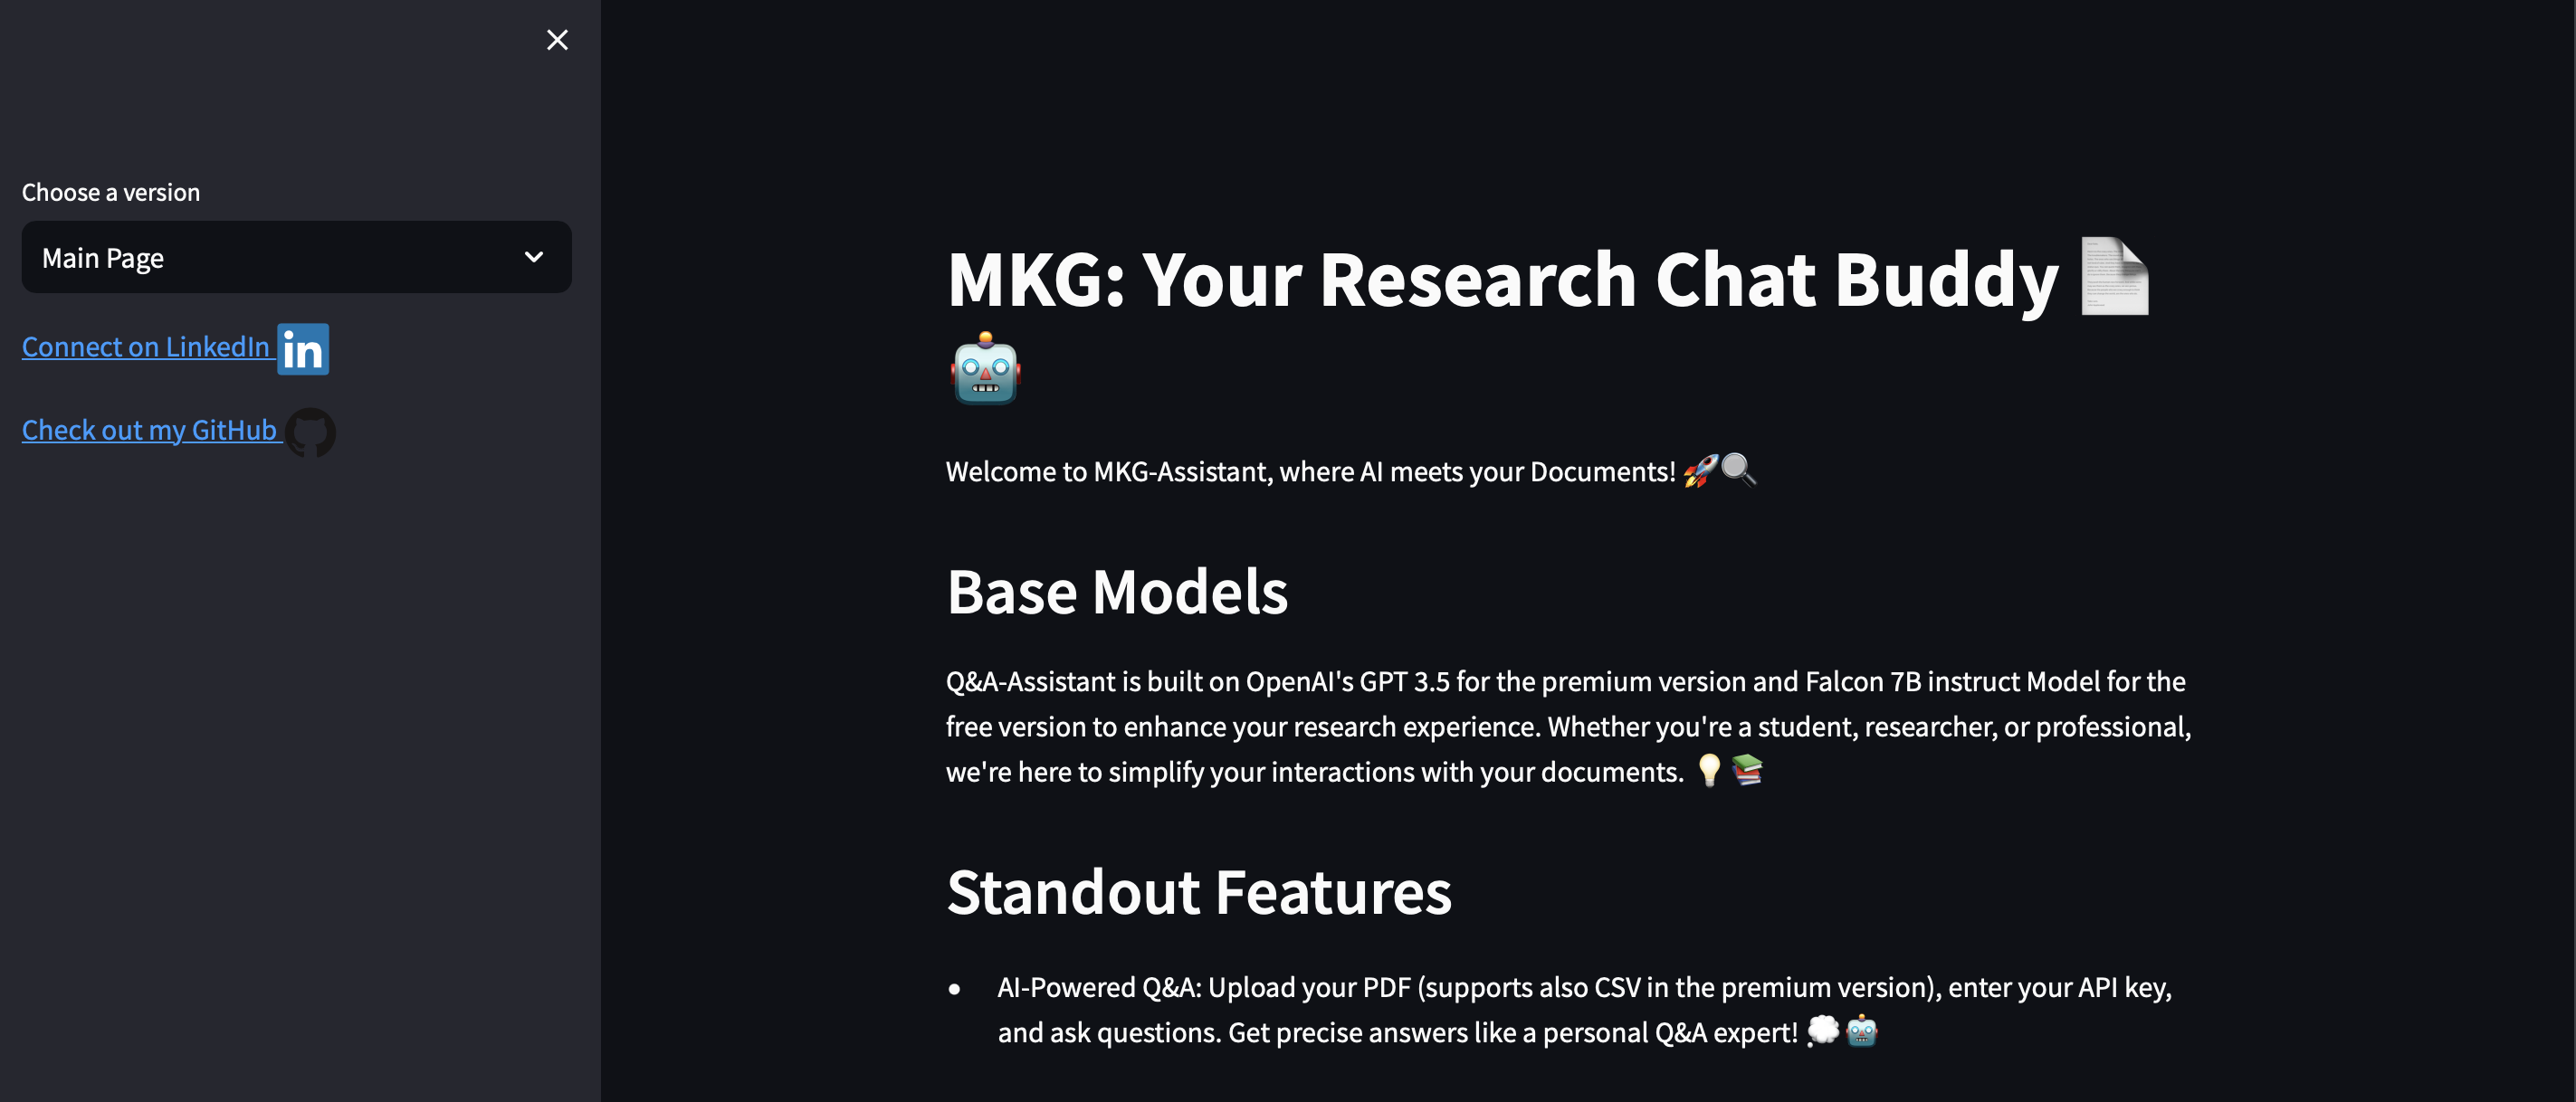 Choose a version
Main Page
Connect on LinkedIn
in
Check out my GitHub
MKG: Your Research Chat Buddy 📄
🤖
Welcome to MKG-Assistant, where AI meets your Documents! 🚀🔍
Base Models
Q&A-Assistant is built on OpenAI's GPT 3.5 for the premium version and Falcon 7B instruct Model for the
free version to enhance your research experience. Whether you're a student, researcher, or professional,
we're here to simplify your interactions with your documents. 💡📚
Standout Features
• AI-Powered Q&A: Upload your PDF (supports also CSV in the premium version), enter your API key,
and ask questions. Get precise answers like a personal Q&A expert! 💭🤖